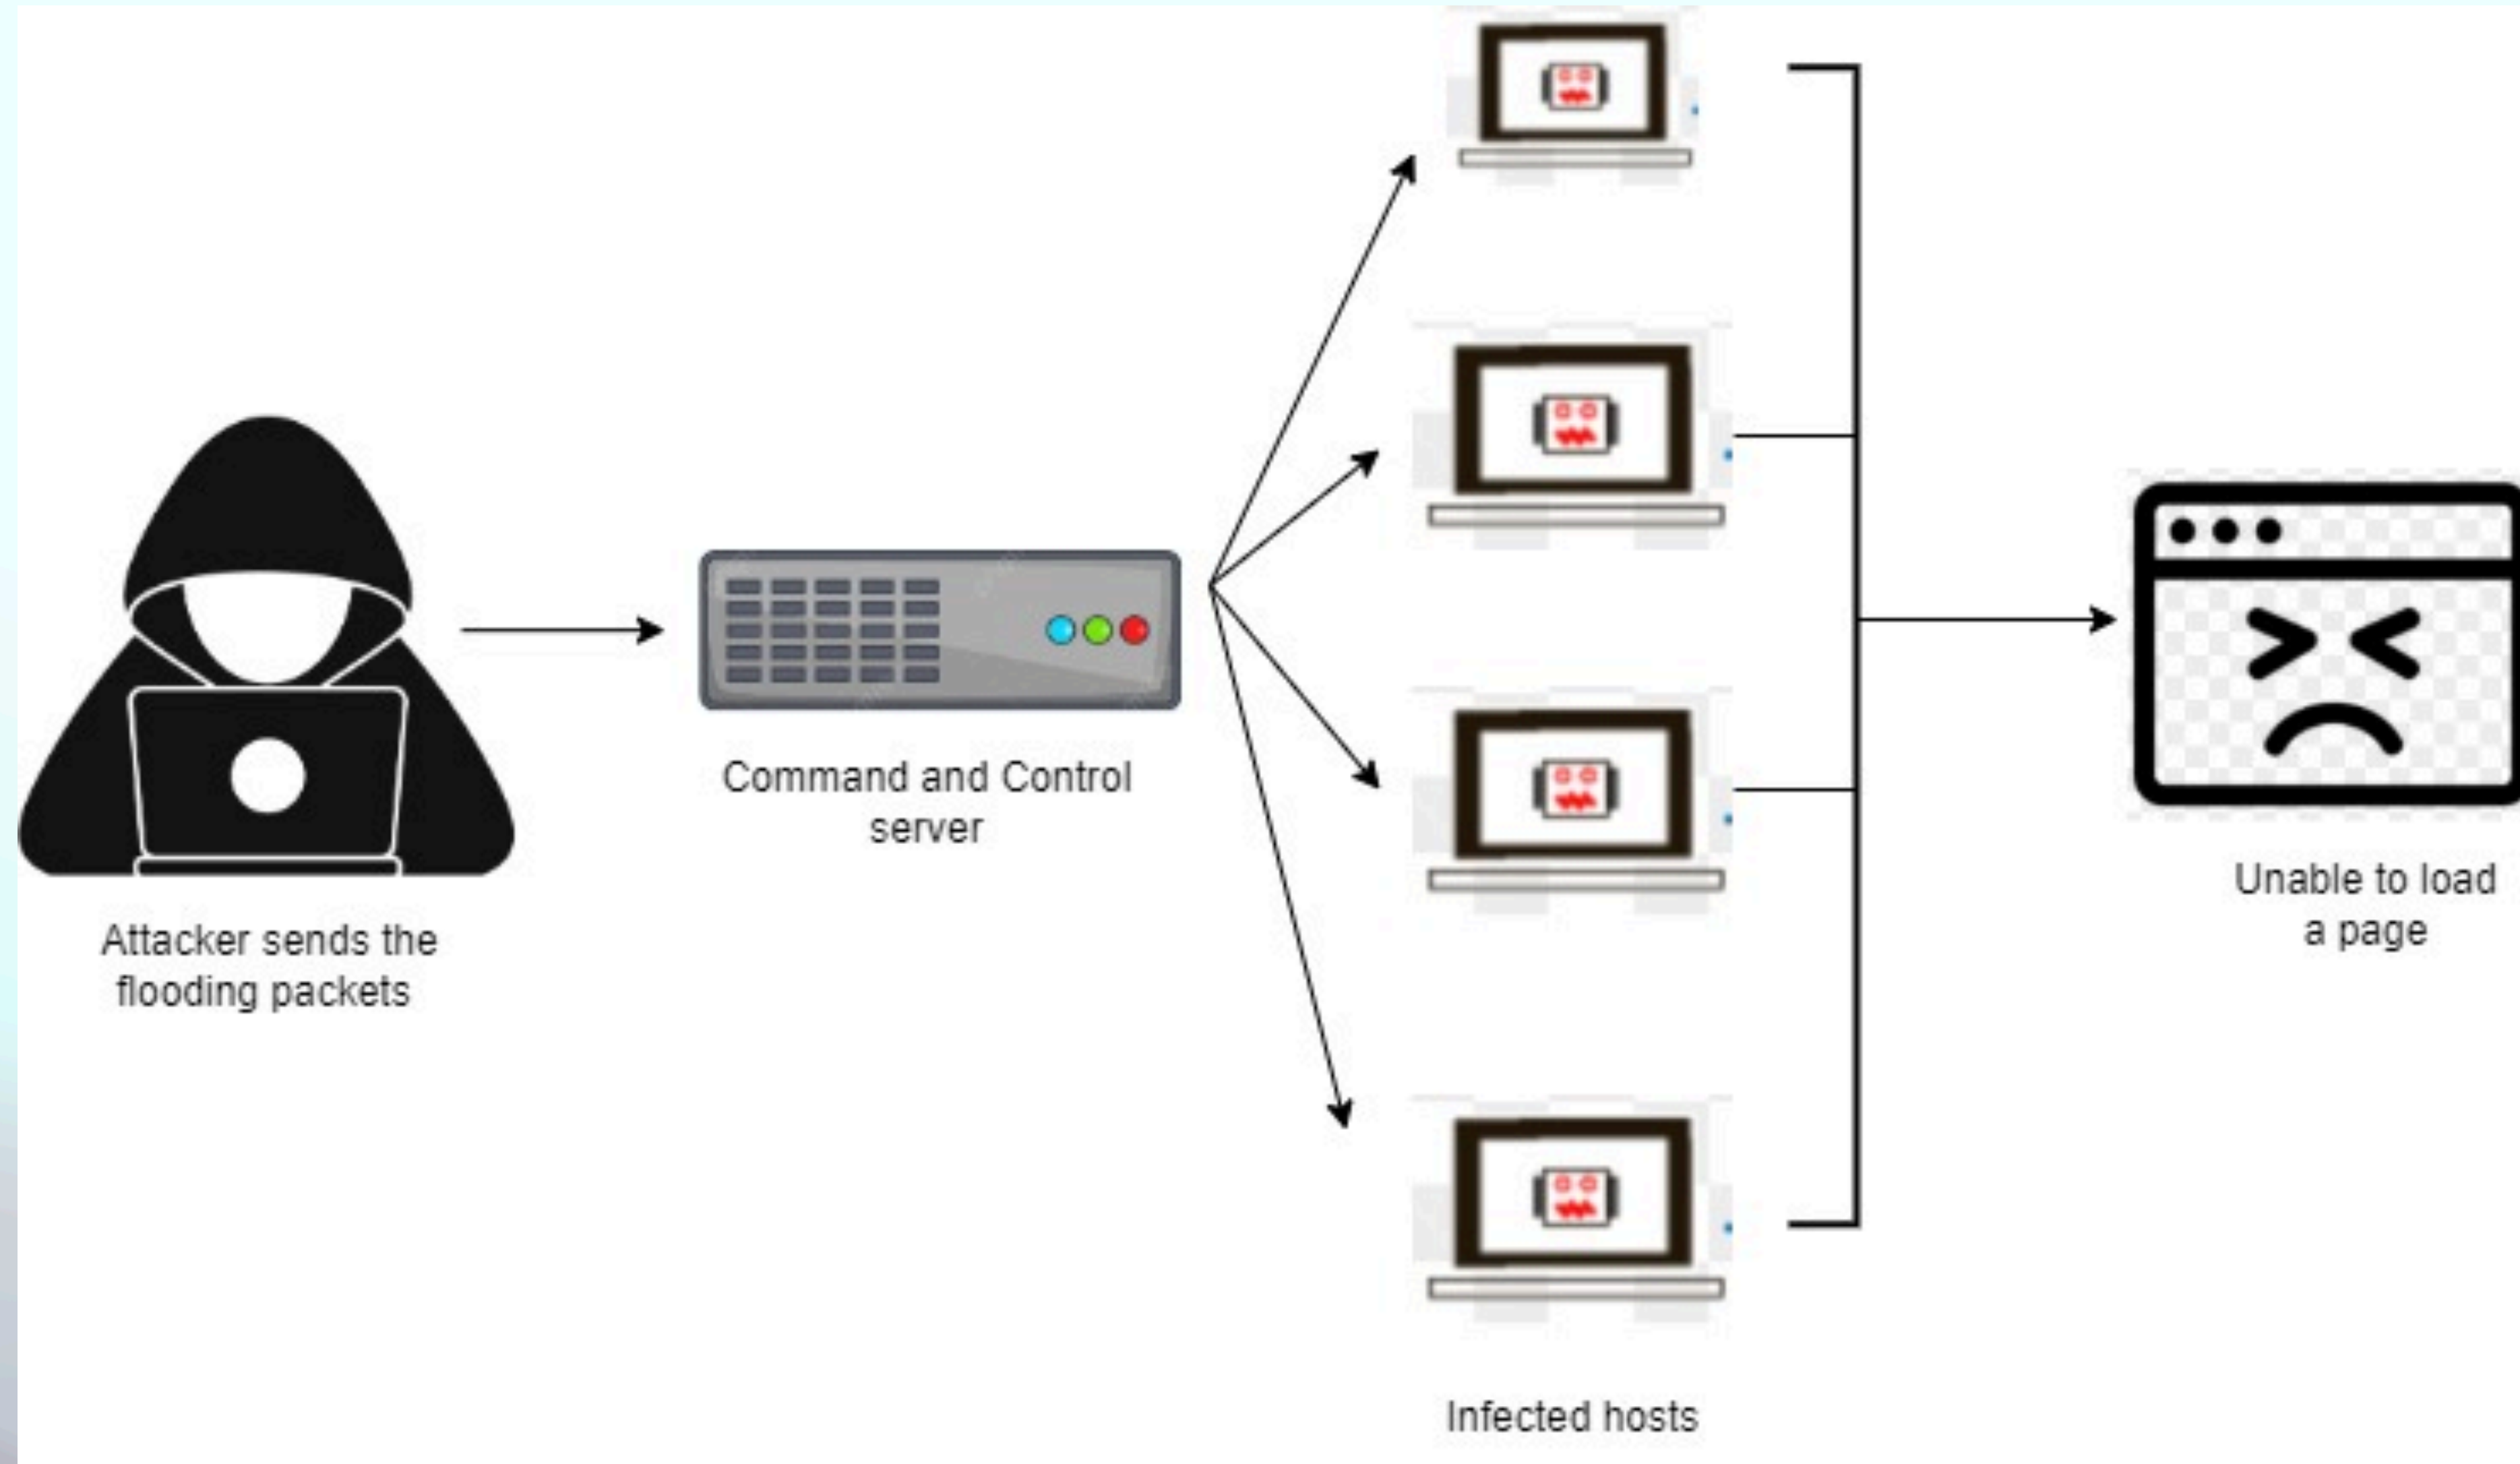 Attacker sends the
flooding packets
Command and Control
server
Infected hosts
Unable to load
a page